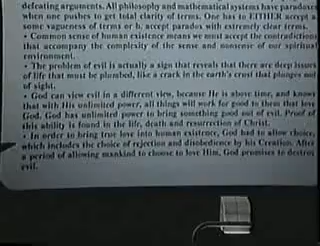 defeating arguments. All philosophy and mathematical systems have paradoxes
when one pushes to get total clarity of terms. One has to EITHER accept a
some vagueness of terms or b. accept paradox with extremely clear terms.
• Common sense of human existence means we must accept the contradictions
that accompany the complexity of the sense and nonsense of our spiritual
environment.
• The problem of evil is actually a sign that reveals that there are deep issues
of life that must be plumbed, like a crack in the earth's crust that plunges out
of sight.
• God can view evil in a different view, because He is above time, and knows
that with His unlimited power, all things will work for good to them that love
God. God has unlimited power to bring something good out of evil. Proof of
this ability is found in the life, death and resurrection of Christ.
• In order to bring true love into human existence, God had to allow choice,
which includes the choice of rejection and disobedience by his Creation. After
a period of allowing mankind to choose to love Him, God promises to destroy
evil.